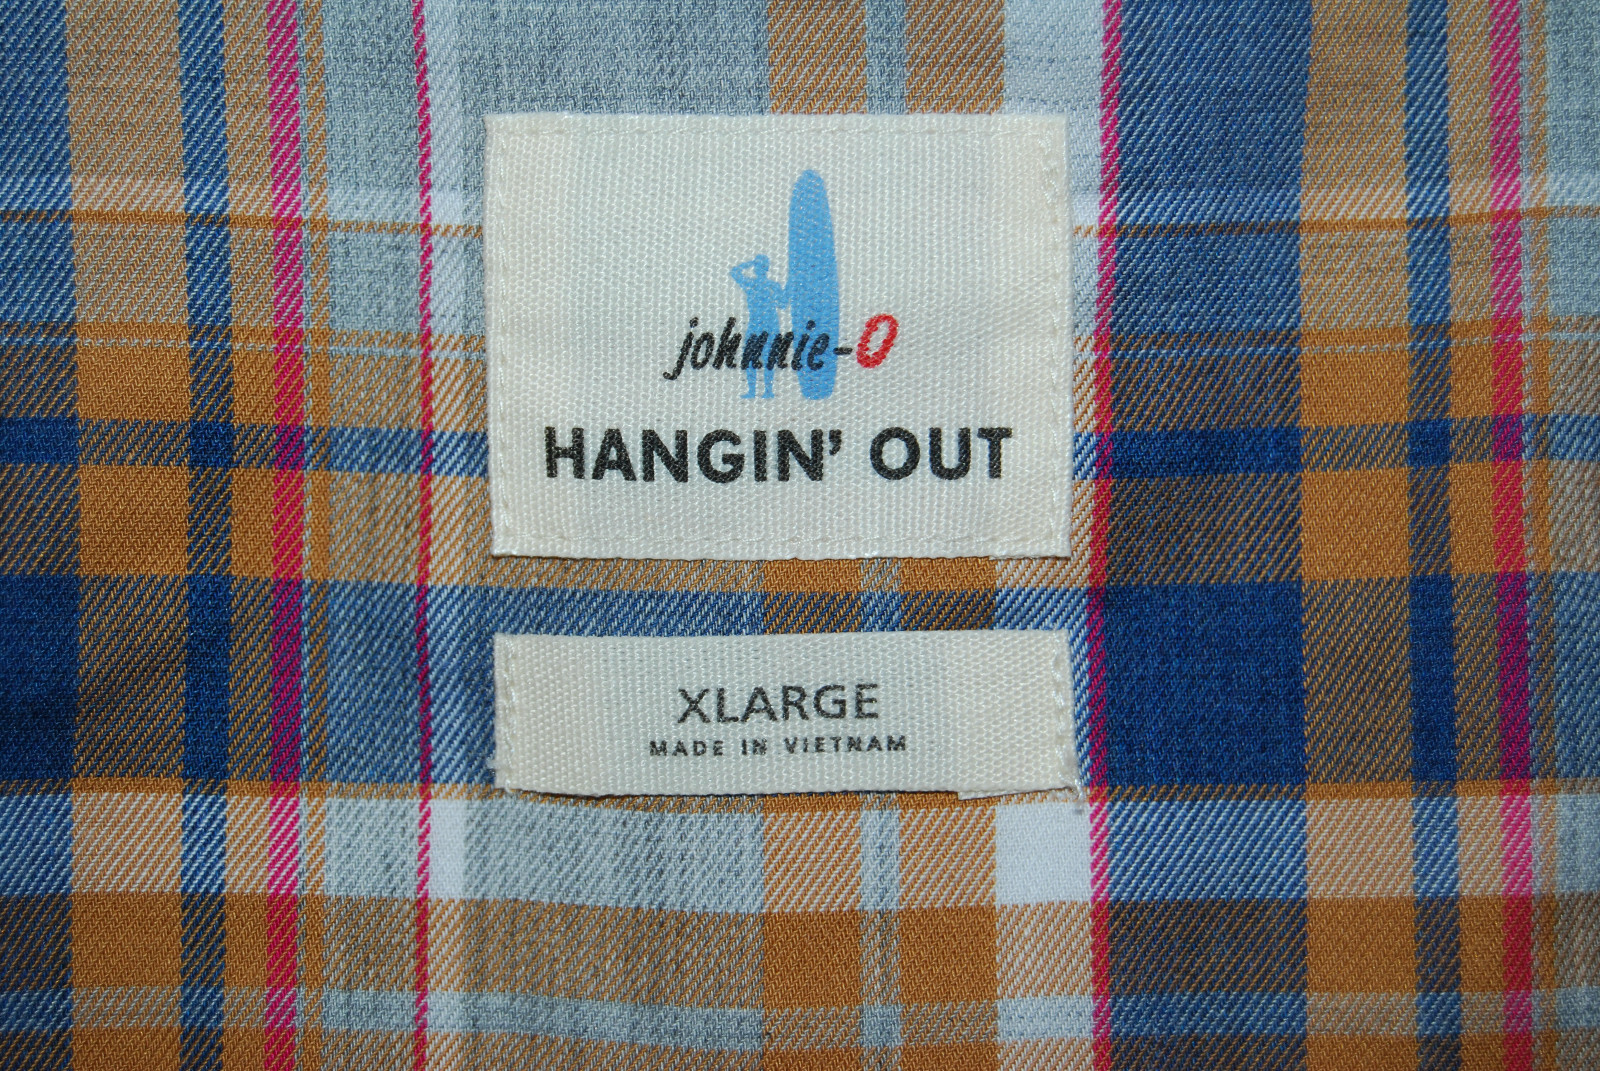 johnnie-O
HANGIN' OUT
XLARGE
MADE IN VIETNAM